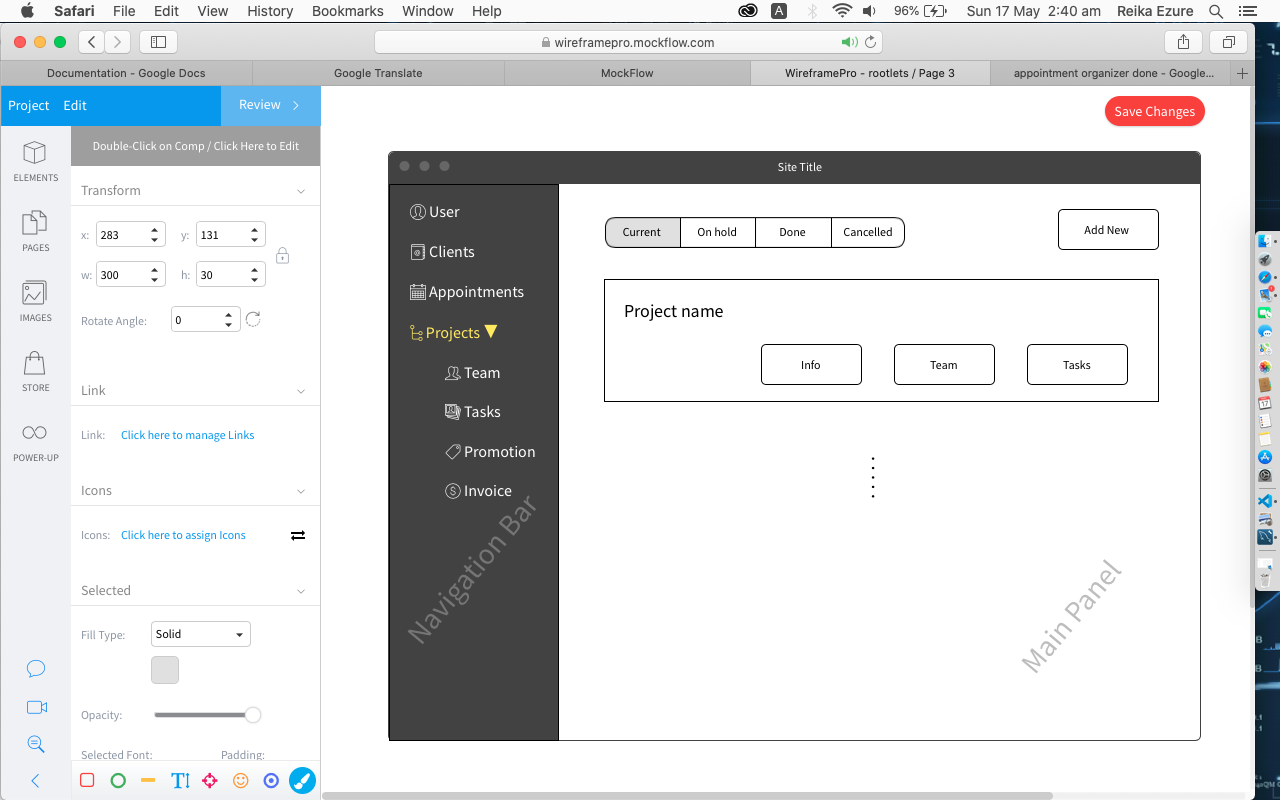 Safari File Edit View History Bookmarks Window Help A 96% Sun 17 May 2:40 am Reika Ezure
wireframepro.mockflow.com
Documentation - Google Docs
Google Translate
MockFlow
WireframePro - rootlets / Page 3
appointment organizer done - Google...
Project Edit Review
Save Changes
Double-Click on Comp / Click Here to Edit
ELEMENTS
PAGES
IMAGES
STORE
POWER-UP
Transform
x: 283 y: 131
w: 300 h: 30
Rotate Angle: 0
Link
Link: Click here to manage Links
Icons
Icons: Click here to assign Icons
Selected
Fill Type: Solid
Opacity:
Selected Font: Padding:
T
Site Title
User
Clients
Appointments
Projects
Team
Tasks
Promotion
Invoice
Navigation Bar
Current On hold Done Cancelled
Add New
Project name
Info Team Tasks
Main Panel
17